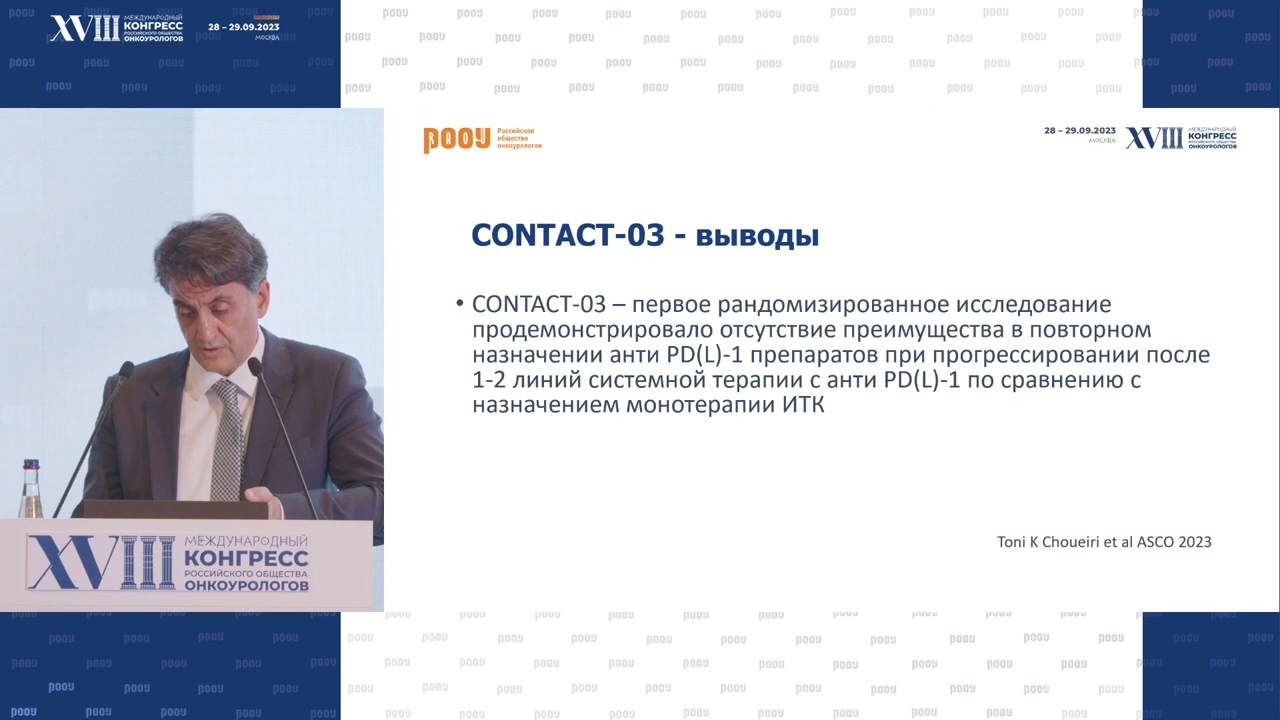 XVIII
МЕЖДУНАРОДНЫЙ
КОНГРЕСС
РОССИЙСКОГО ОБЩЕСТВА
ОНКОУРОЛОГОВ
28 – 29.09.2023
МОСКВА
РООУ
Российское
общество
онкоурологов
28 – 29.09.2023
МОСКВА
XVIII
МЕЖДУНАРОДНЫЙ
КОНГРЕСС
РОССИЙСКОГО ОБЩЕСТВА
ОНКОУРОЛОГОВ
CONTACT-03 - выводы
• CONTACT-03 – первое рандомизированное исследование
продемонстрировало отсутствие преимущества в повторном
назначении анти PD(L)-1 препаратов при прогрессировании после
1-2 линий системной терапии с анти PD(L)-1 по сравнению с
назначением монотерапии ИТК
Toni K Choueiri et al ASCO 2023
XVIII
МЕЖДУНАРОДНЫЙ
КОНГРЕСС
РОССИЙСКОГО ОБЩЕСТВА
ОНКОУРОЛОГОВ